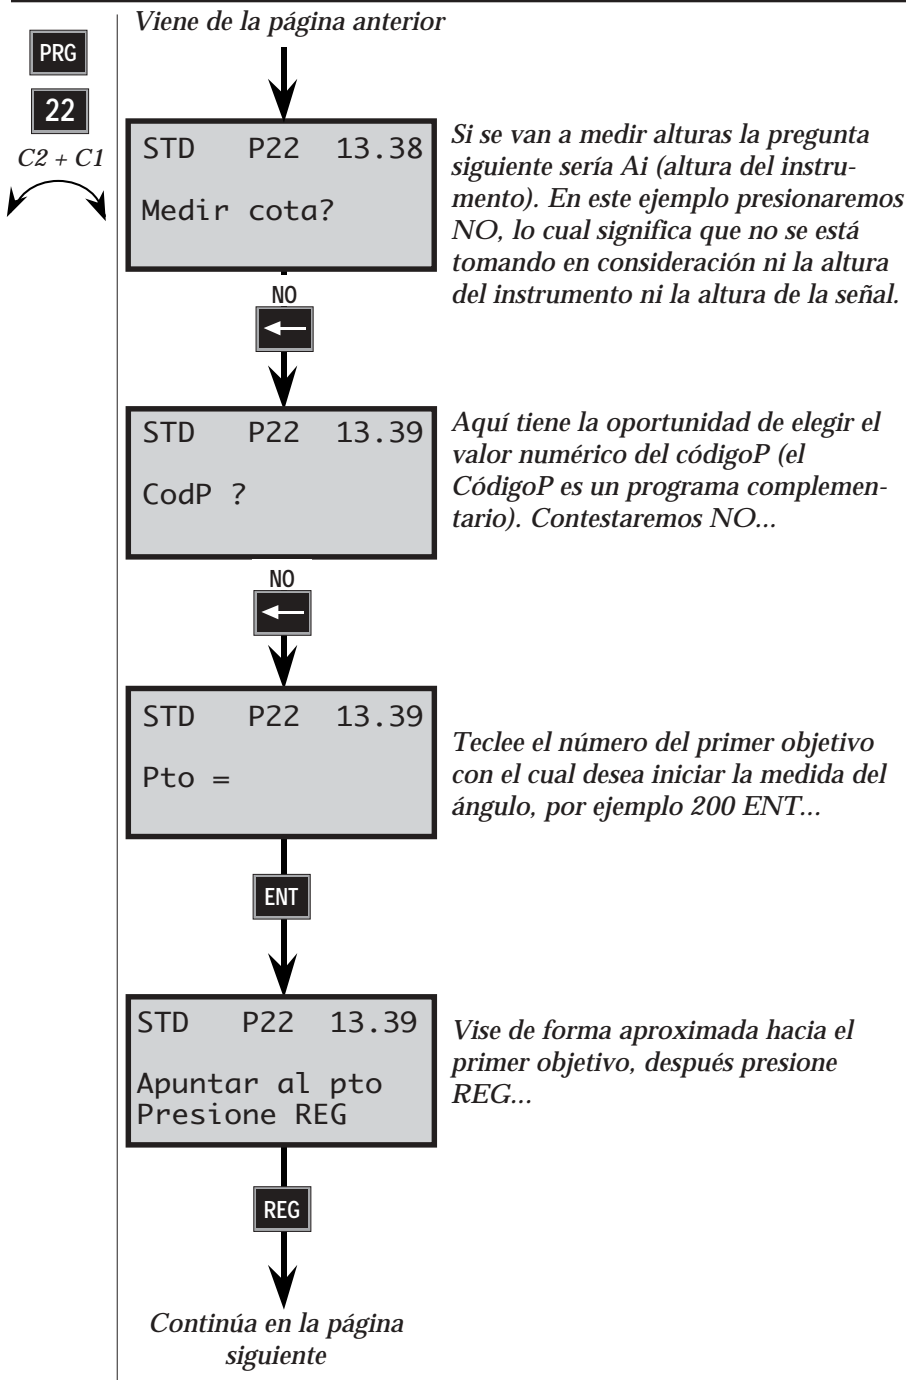 Viene de la página anterior
PRG
22
C2 + C1
STD P22 13.38
Medir cota?
Si se van a medir alturas la pregunta
siguiente sería Ai (altura del instru-
mento). En este ejemplo presionaremos
NO, lo cual significa que no se está
tomando en consideración ni la altura
del instrumento ni la altura de la señal.
NO
STD P22 13.39
CodP ?
Aquí tiene la oportunidad de elegir el
valor numérico del códigoP (el
CódigoP es un programa complemen-
tario). Contestaremos NO...
NO
STD P22 13.39
Pto =
Teclee el número del primer objetivo
con el cual desea iniciar la medida del
ángulo, por ejemplo 200 ENT...
ENT
STD P22 13.39
Apuntar al pto
Presione REG
Vise de forma aproximada hacia el
primer objetivo, después presione
REG...
REG
Continúa en la página
siguiente